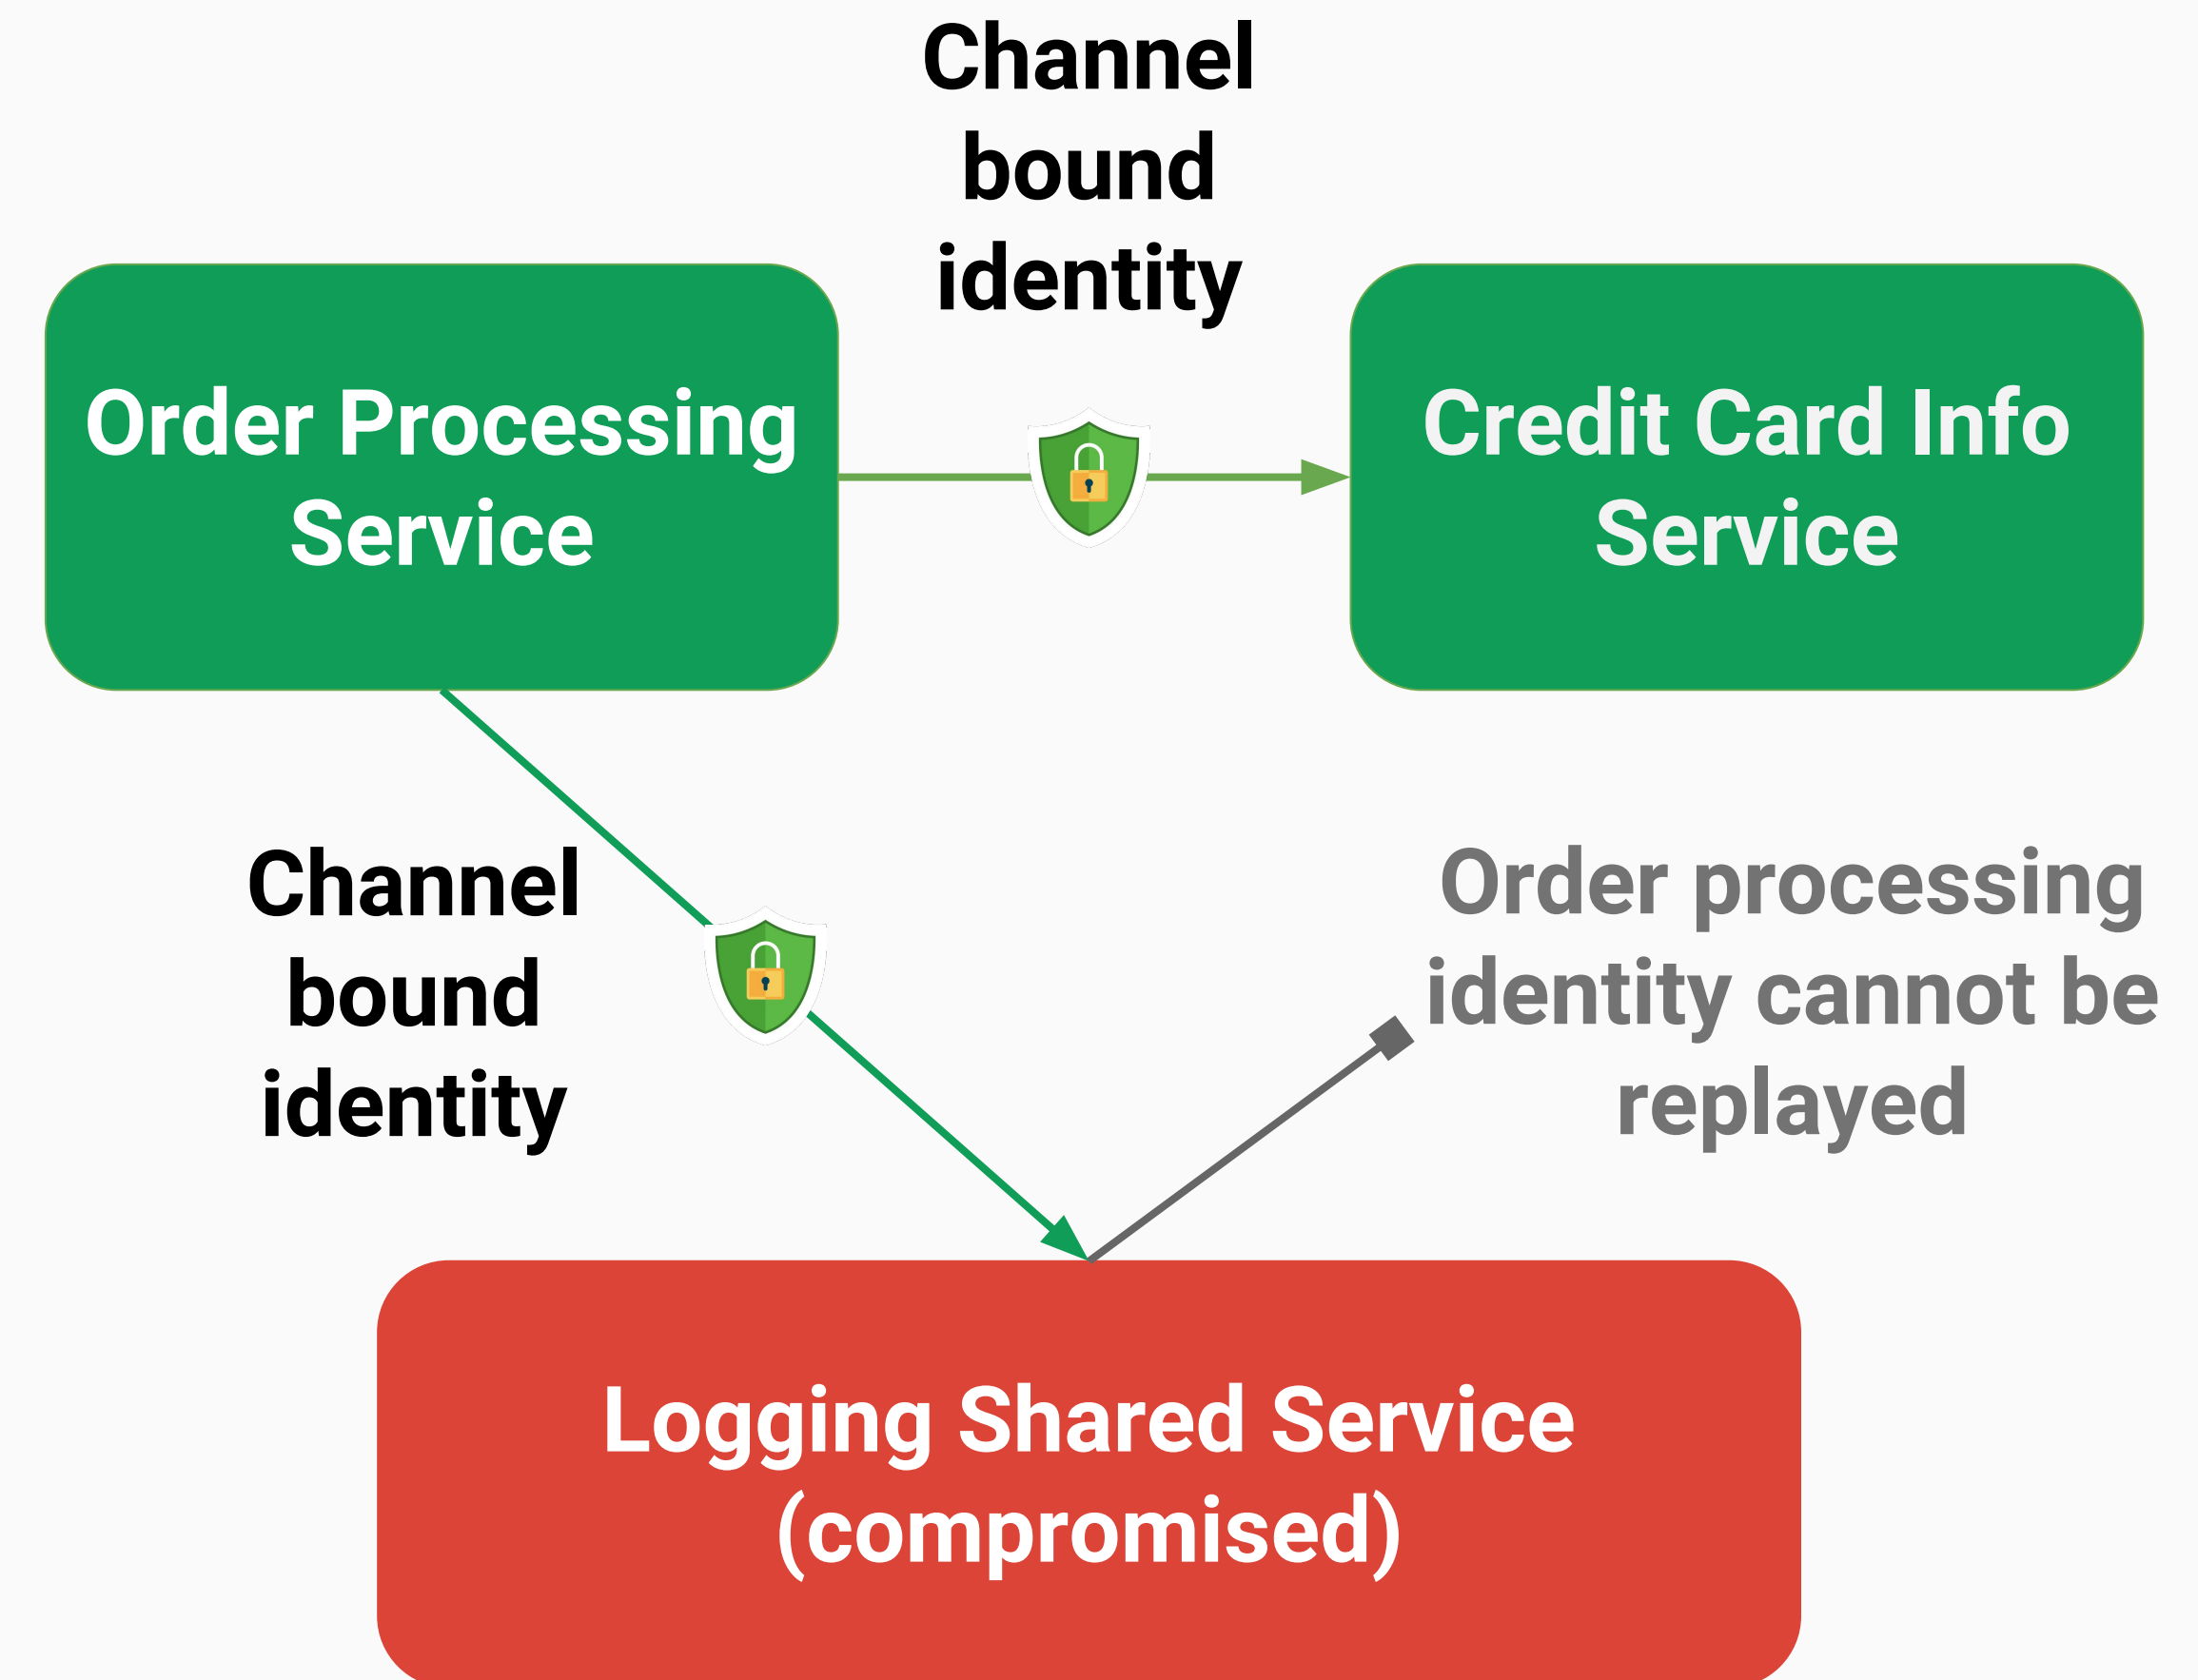 Channel
bound
identity
Order Processing
Service
Credit Card Info
Service
Channel
bound
identity
Order processing
identity cannot be
replayed
Logging Shared Service
(compromised)